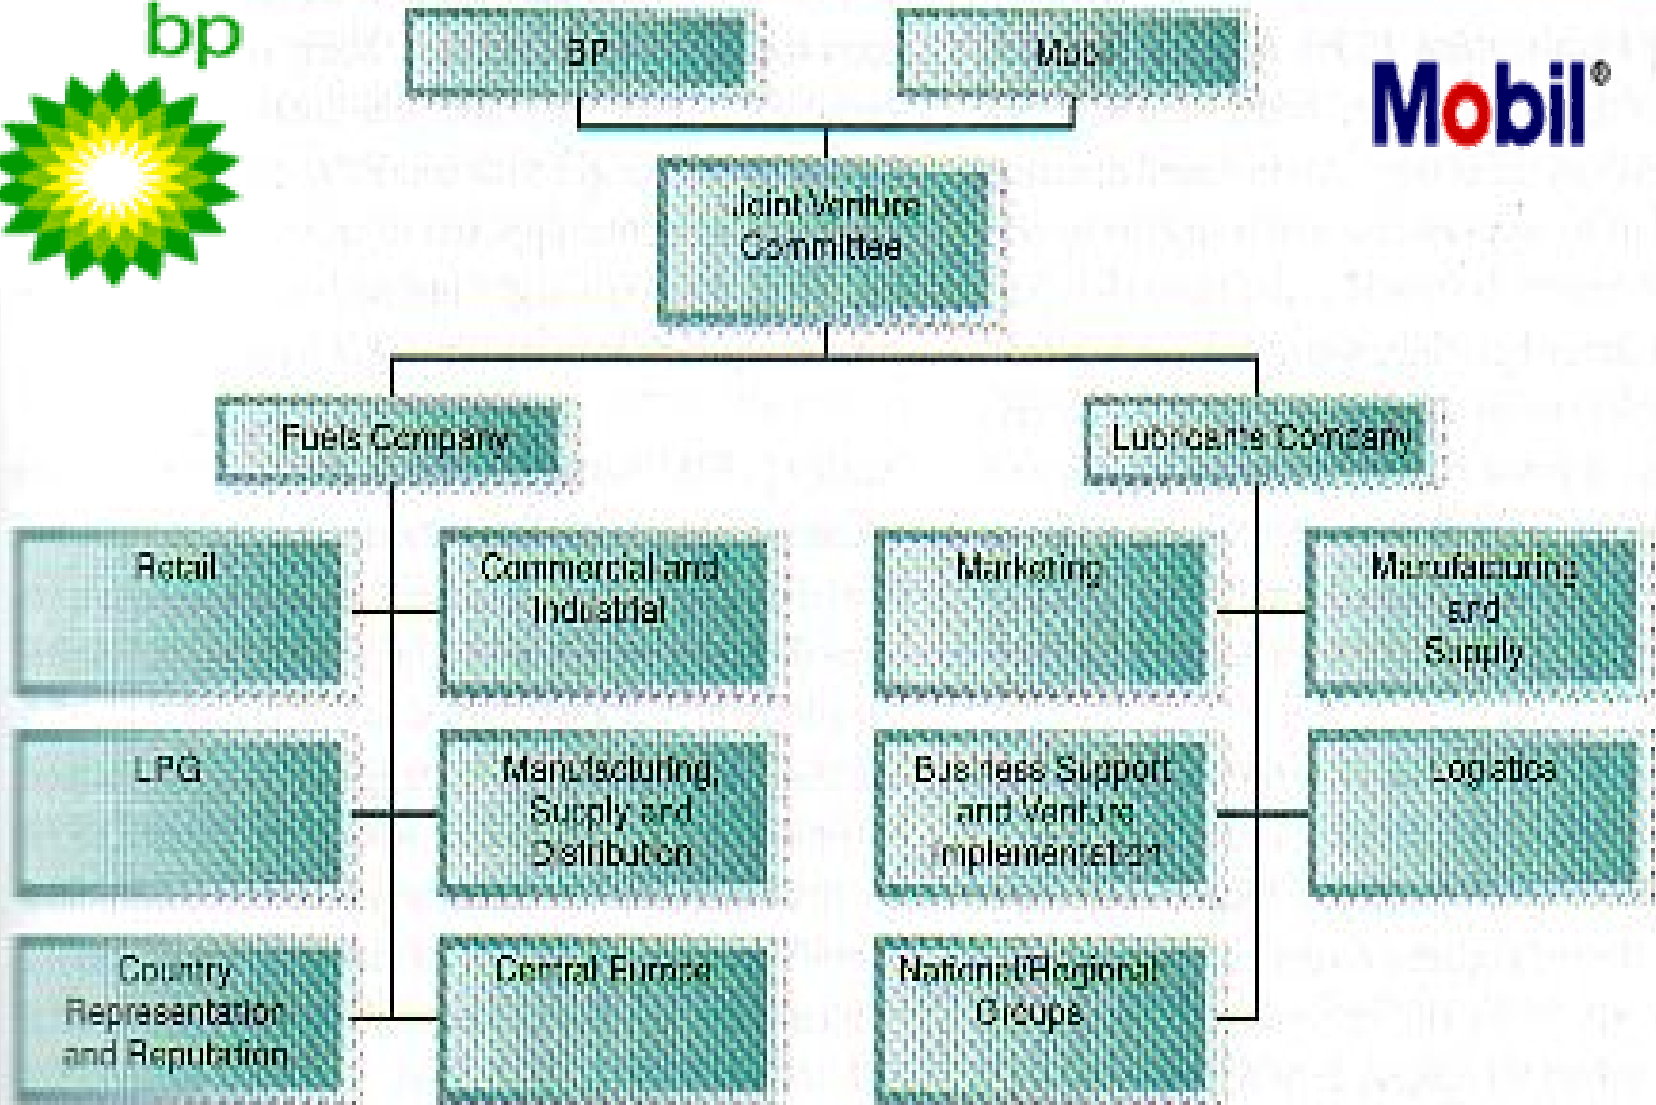 bp
BP
Mobil
Mobil®
Joint Venture
Committee
Fuels Company
Lubricants Company
Retail
Commercial and
Industrial
Marketing
Manufacturing
and
Supply
LPG
Manufacturing,
Supply and
Distribution
Business Support
and Venture
Implementation
Logistics
Country
Representation
and Reputation
Central Europe
National/Regional
Groups